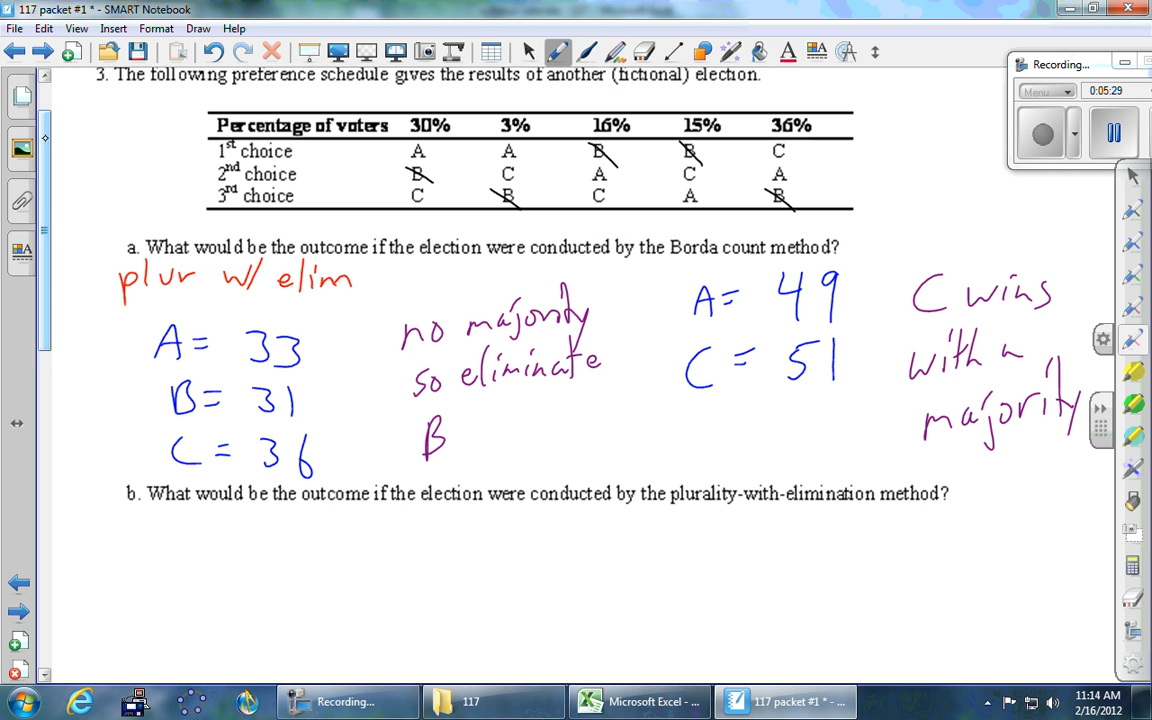 117 packet #1 * - SMART Notebook
File Edit View Insert Format Draw Help
Recording...
Menu
0:05:29
3. The following preference schedule gives the results of another (fictional) election.
Percentage of voters 30% 3% 16% 15% 36%
1st choice A A B B C
2nd choice B C A C A
3rd choice C B C A B
a. What would be the outcome if the election were conducted by the Borda count method?
plur w/ elim
A = 33
B = 31
C = 36
no majority
so eliminate
B
A = 49
C = 51
C wins
with a
majority
b. What would be the outcome if the election were conducted by the plurality-with-elimination method?
Recording...
117
Microsoft Excel - ...
117 packet #1 * - ...
11:14 AM
2/16/2012